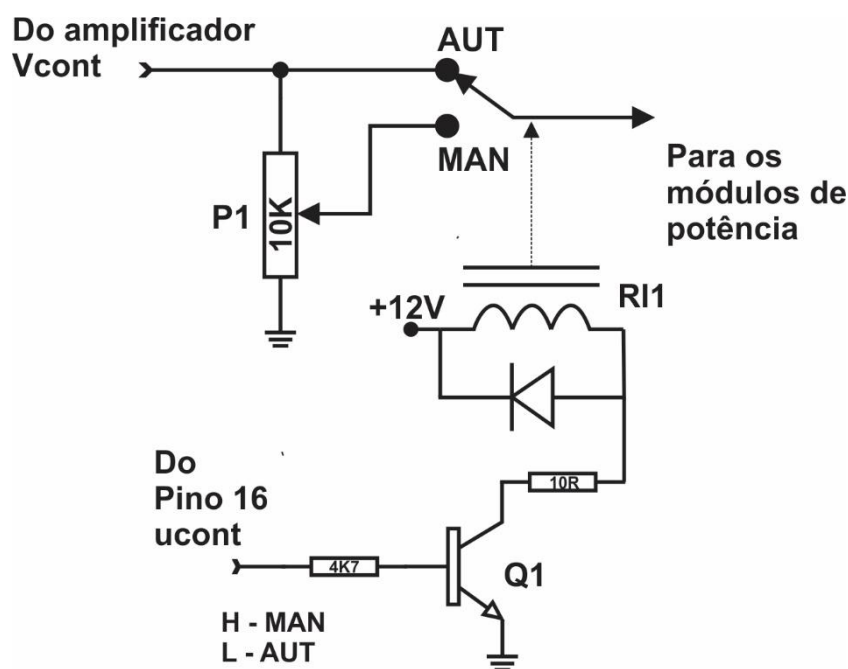 Do amplificador
Vcont
AUT
MAN
P1
10K
Para os
módulos de
potência
+12V
Rl1
10R
Do
Pino 16
ucont
4K7
Q1
H - MAN
L - AUT